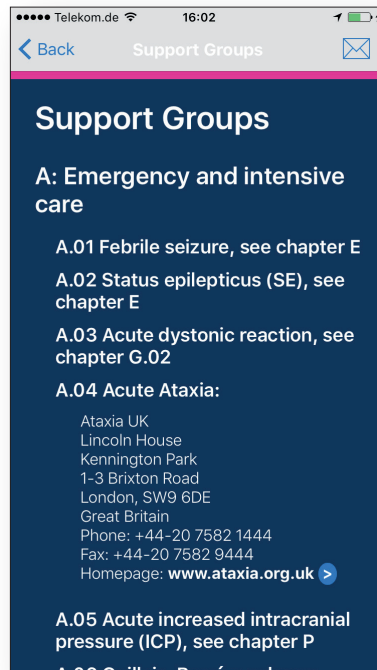 Telekom.de 16:02
Back Support Groups
Support Groups
A: Emergency and intensive
care
A.01 Febrile seizure, see chapter E
A.02 Status epilepticus (SE), see
chapter E
A.03 Acute dystonic reaction, see
chapter G.02
A.04 Acute Ataxia:
Ataxia UK
Lincoln House
Kennington Park
1-3 Brixton Road
London, SW9 6DE
Great Britain
Phone: +44-20 7582 1444
Fax: +44-20 7582 9444
Homepage: www.ataxia.org.uk >
A.05 Acute increased intracranial
pressure (ICP), see chapter P